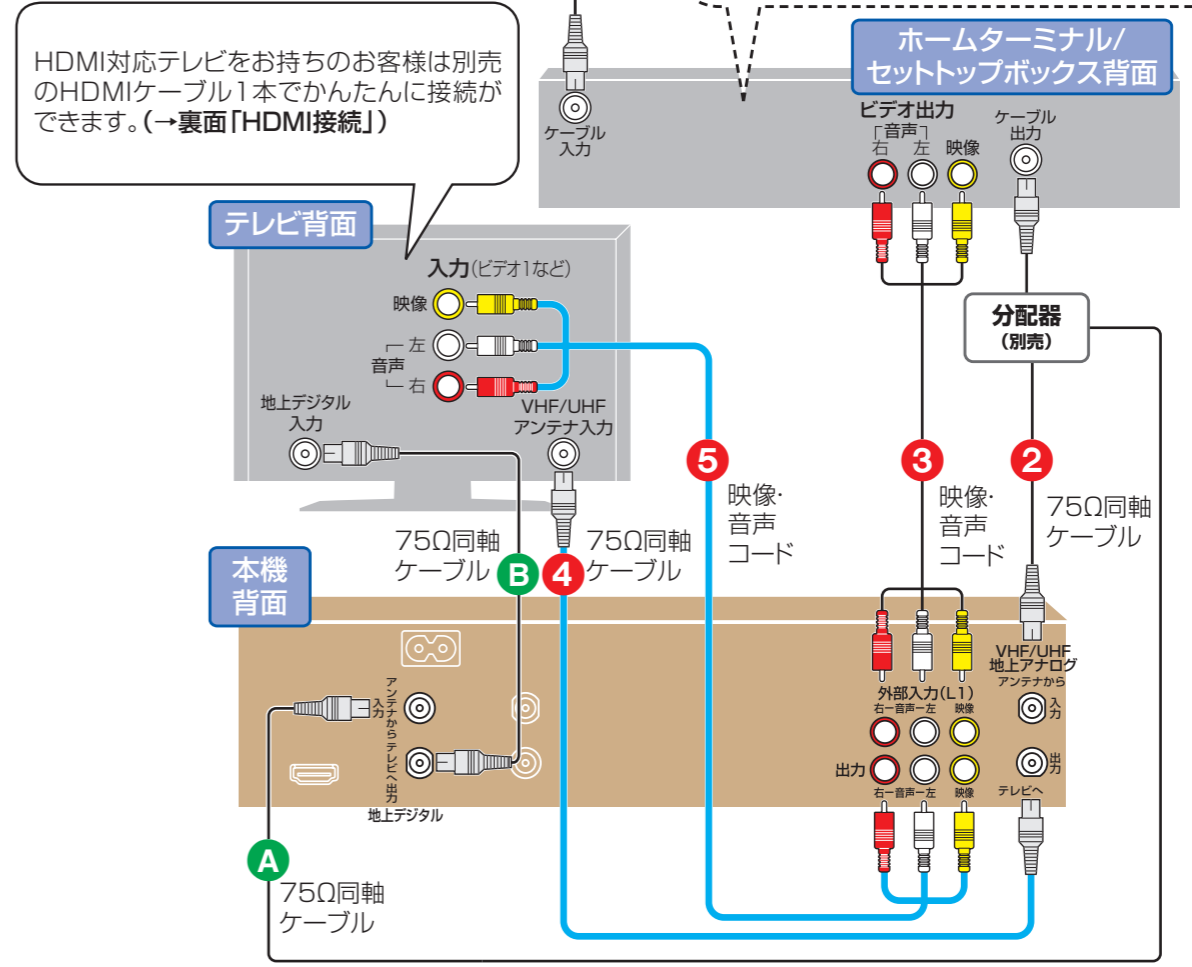 HDMI対応テレビをお持ちのお客様は別売
のHDMIケーブル1本でかんたんに接続が
できます。(→裏面「HDMI接続」)
ホームターミナル/
セットトップボックス背面
ケーブル
入力
ビデオ出力
「音声」
右 左 映像
ケーブル
出力
分配器
(別売)
テレビ背面
入力(ビデオ1など)
映像
左
音声
右
地上デジタル
入力
VHF/UHF
アンテナ入力
5
映像・
音声
コード
3
映像・
音声
コード
2
75Ω同軸
ケーブル
75Ω同軸
ケーブル
B
4
75Ω同軸
ケーブル
本機
背面
アンテナから
入力
テレビへ出力
地上デジタル
VHF/UHF
地上アナログ
アンテナから
入力
出力
テレビへ
外部入力(L1)
右ー音声ー左 映像
出力
右ー音声ー左 映像
A
75Ω同軸
ケーブル